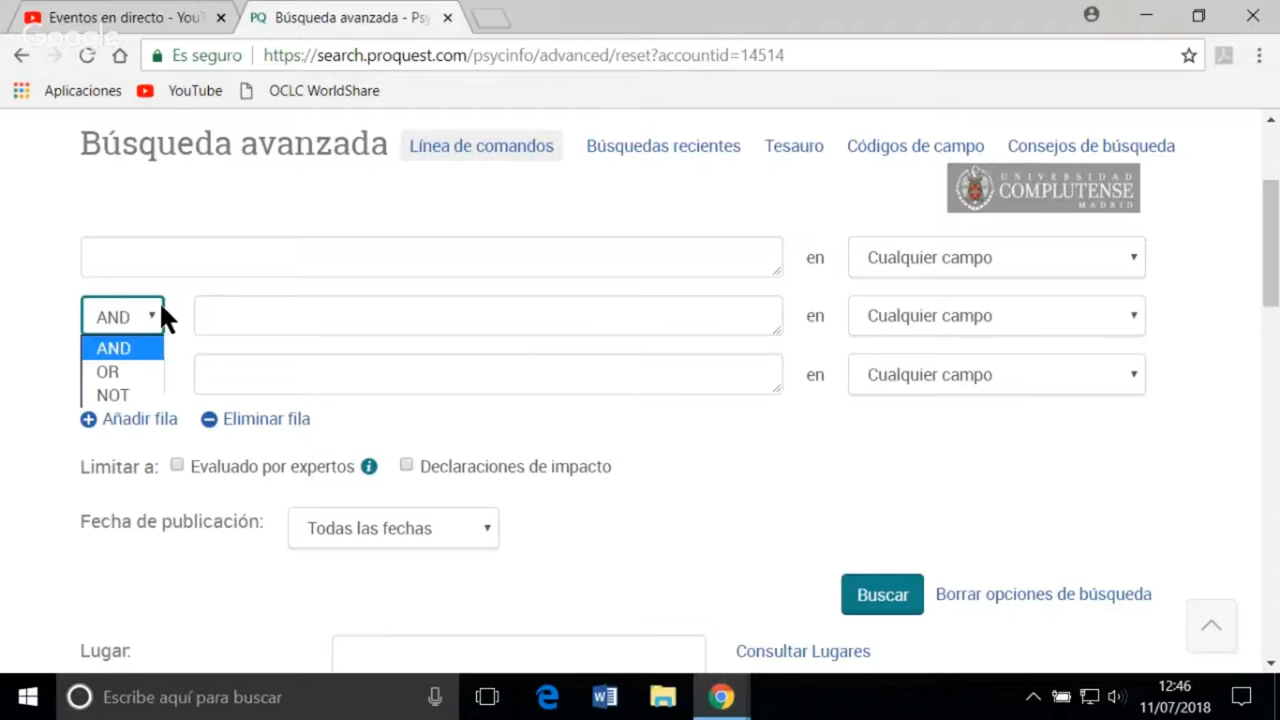 Eventos en directo - YouT
PQ Búsqueda avanzada - Psy
Google
Es seguro
https://search.proquest.com/psycinfo/advanced/reset?accountid=14514
Aplicaciones
YouTube
OCLC WorldShare
Búsqueda avanzada
Línea de comandos
Búsquedas recientes
Tesauro
Códigos de campo
Consejos de búsqueda
UNIVERSIDAD
COMPLUTENSE
MADRID
en
Cualquier campo
AND
en
Cualquier campo
AND
OR
NOT
en
Cualquier campo
Añadir fila
Eliminar fila
Limitar a:
Evaluado por expertos
Declaraciones de impacto
Fecha de publicación:
Todas las fechas
Buscar
Borrar opciones de búsqueda
Lugar:
Consultar Lugares
Escribe aquí para buscar
12:46
11/07/2018